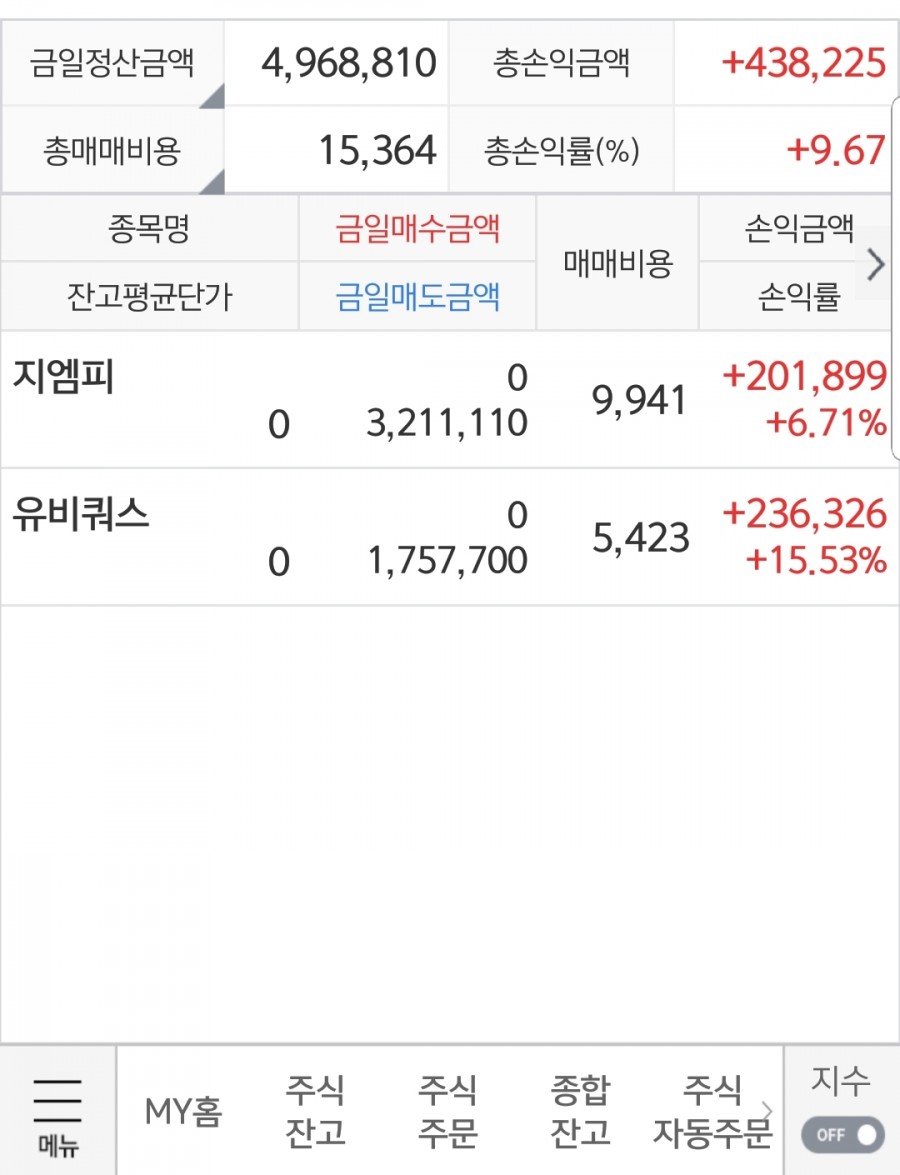 금일정산금액 4,968,810 총손익금액 +438,225
총매매비용 15,364 총손익률(%) +9.67
종목명 금일매수금액 매매비용 손익금액
잔고평균단가 금일매도금액 손익률
지엠피 0 9,941 +201,899
0 3,211,110 +6.71%
유비쿼스 0 5,423 +236,326
0 1,757,700 +15.53%
메뉴
MY홈
주식
잔고
주식
주문
종합
잔고
주식
자동주문
지수
OFF